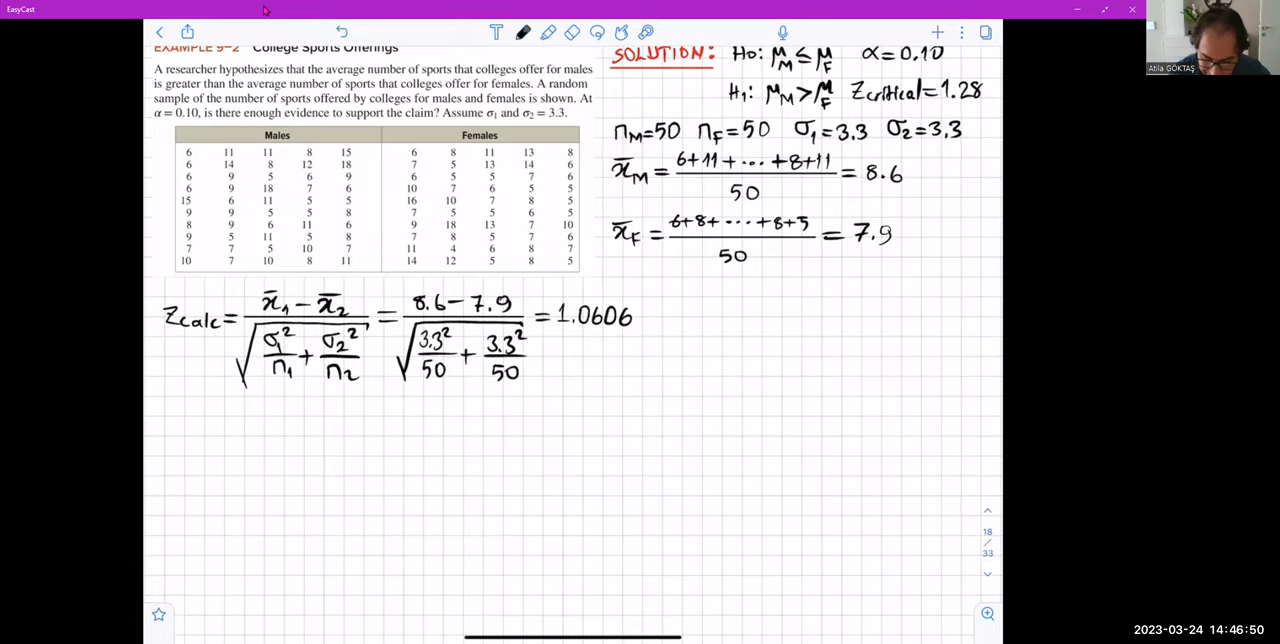 EasyCast
EXAMPLE 9–2 College Sports Offerings
A researcher hypothesizes that the average number of sports that colleges offer for males
is greater than the average number of sports that colleges offer for females. A random
sample of the number of sports offered by colleges for males and females is shown. At
α = 0.10, is there enough evidence to support the claim? Assume σ1 and σ2 = 3.3.
Males Females
6 11 11 8 15 6 8 11 13 8
6 14 8 12 18 7 5 13 14 6
6 9 5 6 9 6 5 5 7 6
6 9 18 7 6 10 7 6 5 5
15 6 11 5 5 16 10 7 8 5
9 9 5 5 8 7 5 5 6 5
8 9 6 11 6 9 18 13 7 10
9 5 11 5 8 7 8 5 7 6
7 7 5 10 7 11 4 6 8 7
10 7 10 8 11 14 12 5 8 5
SOLUTION: H0: μM ≤ μF α = 0.10
H1: μM > μF Zcritical = 1.28
nM = 50 nF = 50 σ1 = 3.3 σ2 = 3.3
x̄M = (6+11+...+8+11)/50 = 8.6
x̄F = (6+8+...+8+5)/50 = 7.9
Zcalc = (x̄1 − x̄2)/√(σ1²/n1 + σ2²/n2) = (8.6 − 7.9)/√(3.3²/50 + 3.3²/50) = 1.0606
Atila GÖKTAŞ
18
/
33
2023-03-24 14:46:50